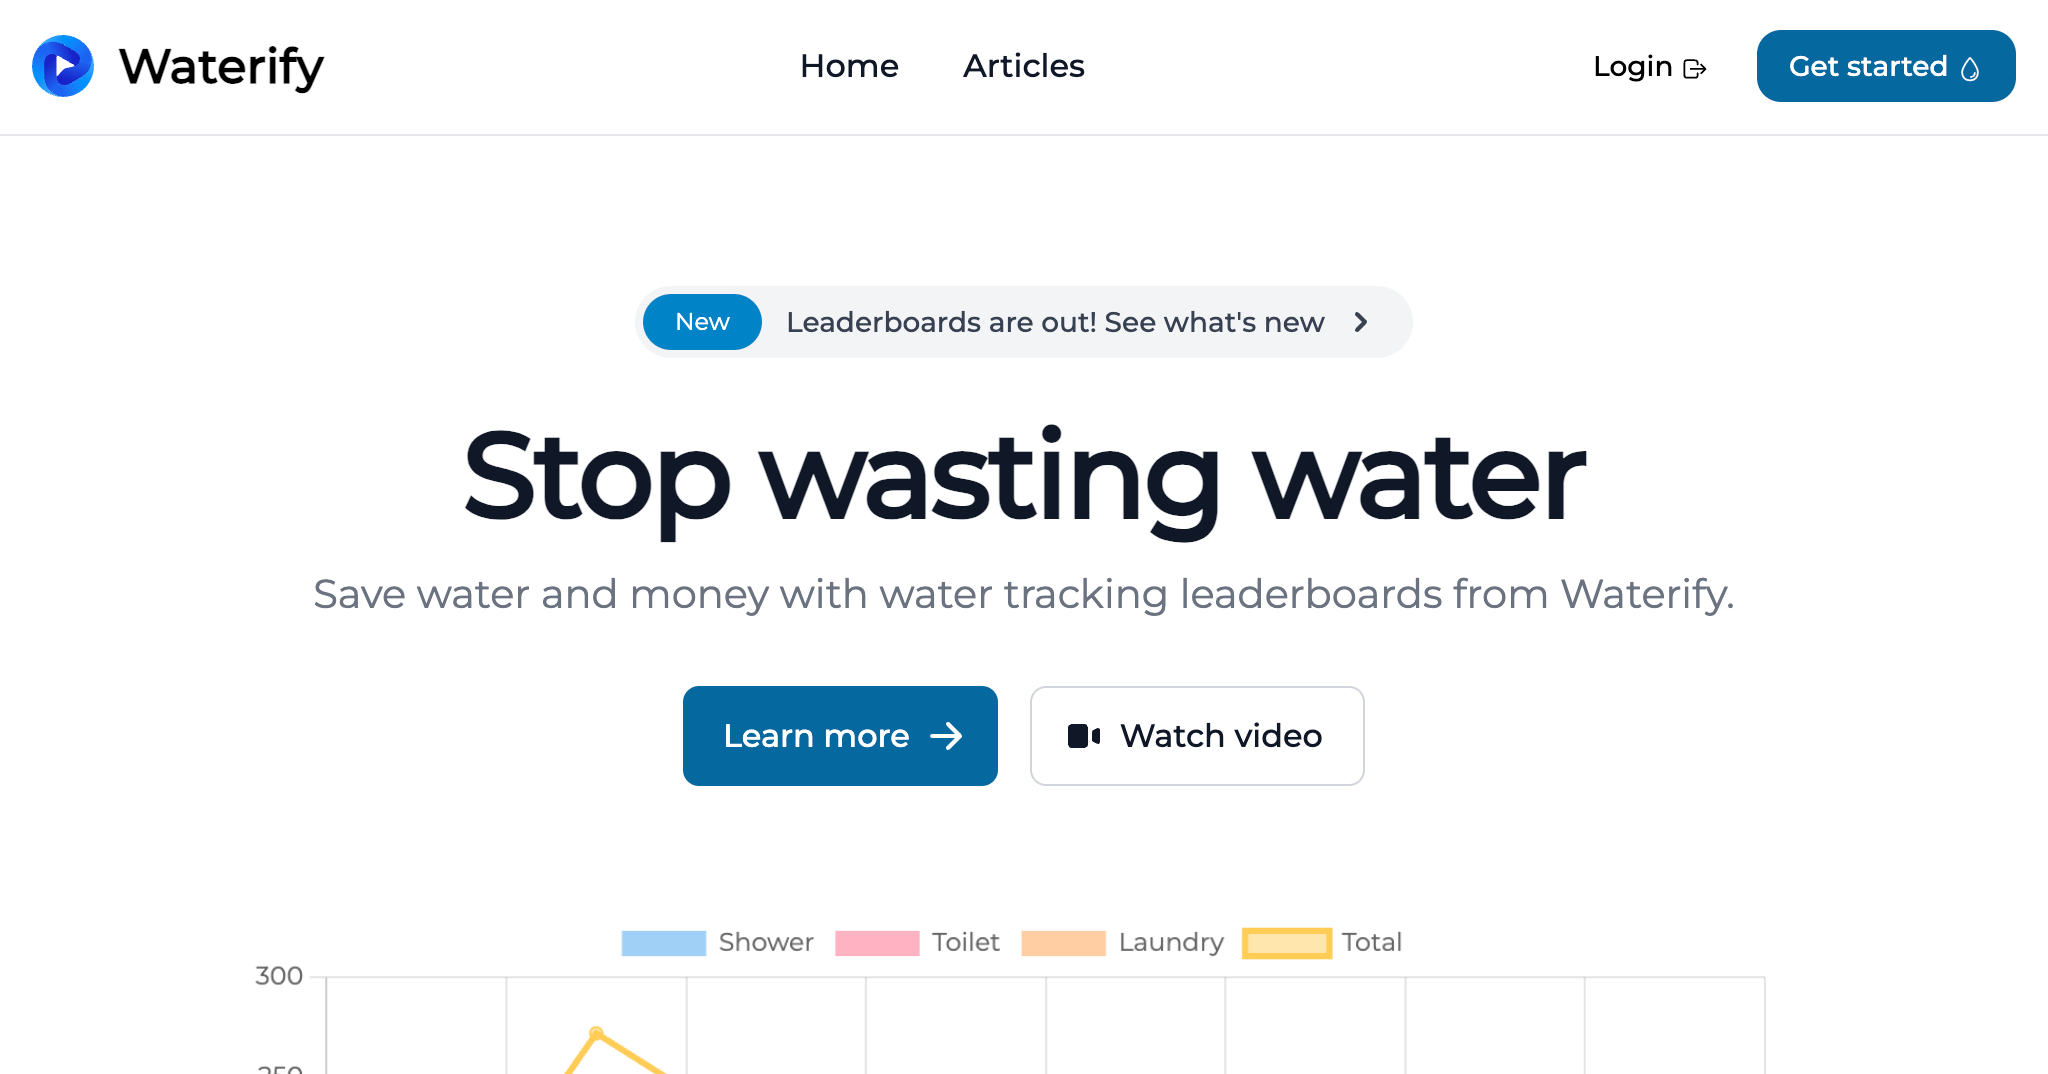 Waterify
Home Articles
Login Get started
New Leaderboards are out! See what's new
Stop wasting water
Save water and money with water tracking leaderboards from Waterify.
Learn more Watch video
Shower Toilet Laundry Total
300